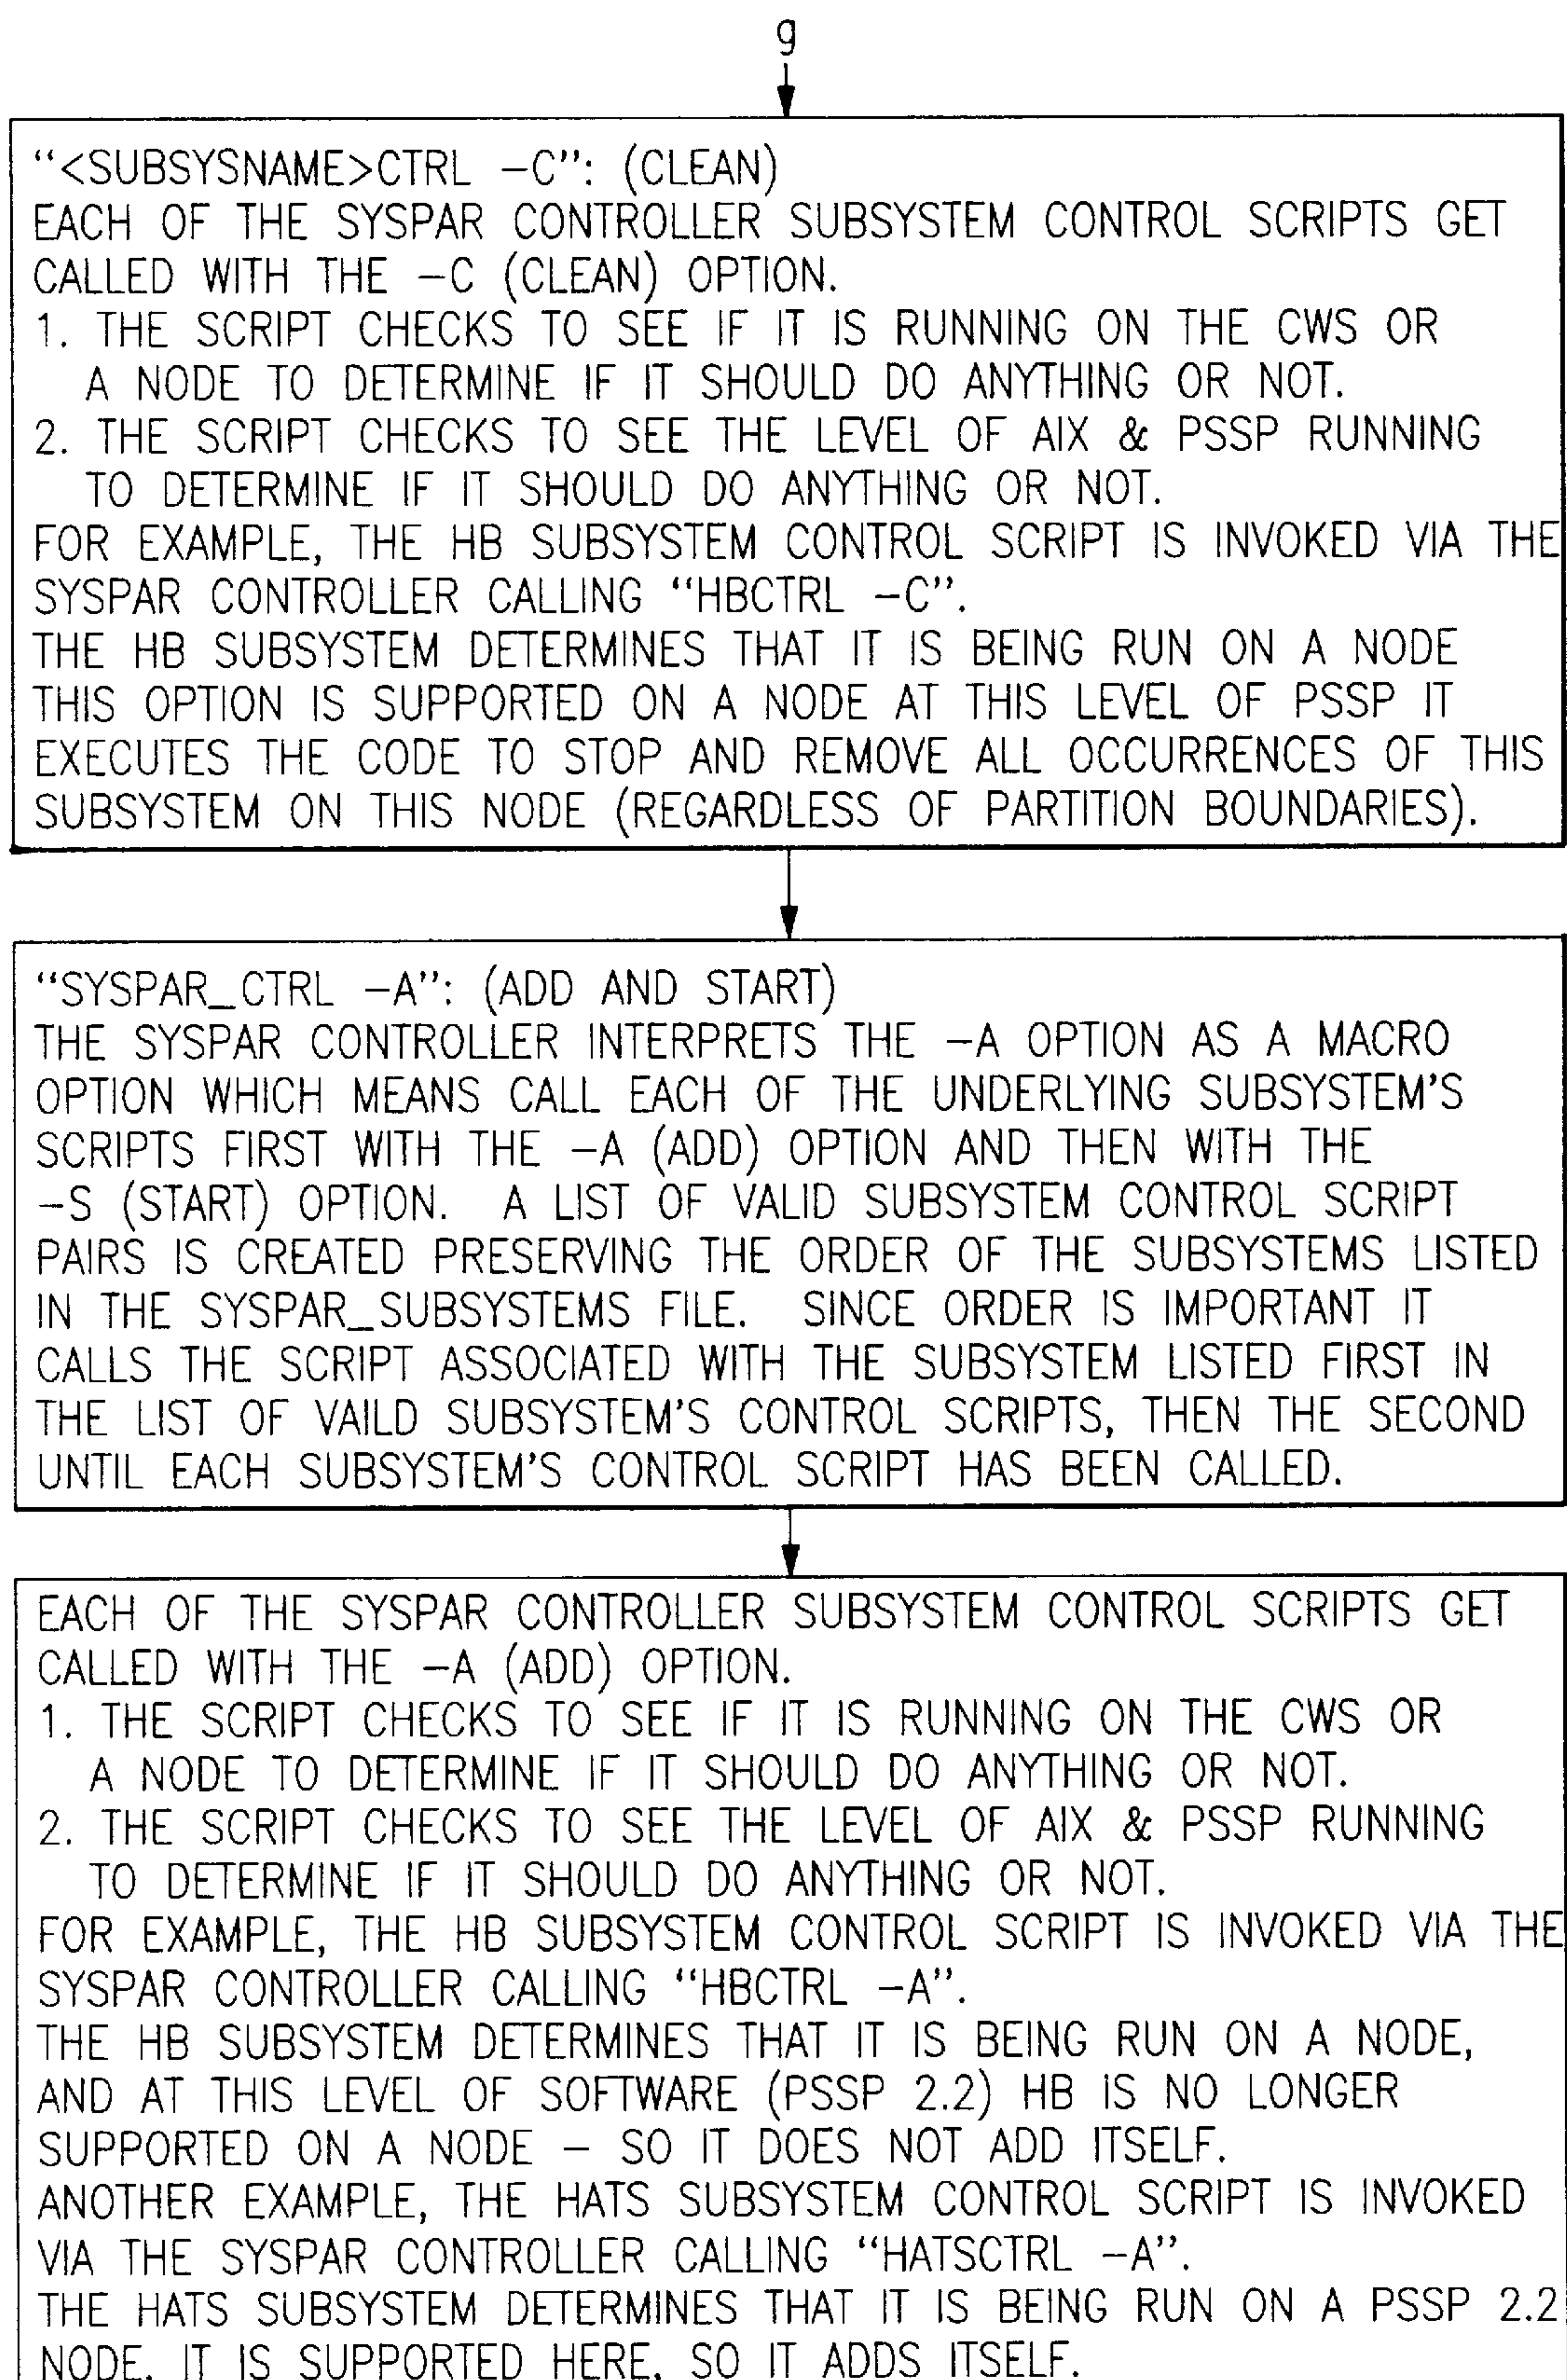 g
“<SUBSYSNAME>CTRL –C”: (CLEAN)
EACH OF THE SYSPAR CONTROLLER SUBSYSTEM CONTROL SCRIPTS GET
CALLED WITH THE –C (CLEAN) OPTION.
1. THE SCRIPT CHECKS TO SEE IF IT IS RUNNING ON THE CWS OR
A NODE TO DETERMINE IF IT SHOULD DO ANYTHING OR NOT.
2. THE SCRIPT CHECKS TO SEE THE LEVEL OF AIX & PSSP RUNNING
TO DETERMINE IF IT SHOULD DO ANYTHING OR NOT.
FOR EXAMPLE, THE HB SUBSYSTEM CONTROL SCRIPT IS INVOKED VIA THE
SYSPAR CONTROLLER CALLING “HBCTRL –C”.
THE HB SUBSYSTEM DETERMINES THAT IT IS BEING RUN ON A NODE
THIS OPTION IS SUPPORTED ON A NODE AT THIS LEVEL OF PSSP IT
EXECUTES THE CODE TO STOP AND REMOVE ALL OCCURRENCES OF THIS
SUBSYSTEM ON THIS NODE (REGARDLESS OF PARTITION BOUNDARIES).
“SYSPAR_CTRL –A”: (ADD AND START)
THE SYSPAR CONTROLLER INTERPRETS THE –A OPTION AS A MACRO
OPTION WHICH MEANS CALL EACH OF THE UNDERLYING SUBSYSTEM'S
SCRIPTS FIRST WITH THE –A (ADD) OPTION AND THEN WITH THE
–S (START) OPTION. A LIST OF VALID SUBSYSTEM CONTROL SCRIPT
PAIRS IS CREATED PRESERVING THE ORDER OF THE SUBSYSTEMS LISTED
IN THE SYSPAR_SUBSYSTEMS FILE. SINCE ORDER IS IMPORTANT IT
CALLS THE SCRIPT ASSOCIATED WITH THE SUBSYSTEM LISTED FIRST IN
THE LIST OF VAILD SUBSYSTEM'S CONTROL SCRIPTS, THEN THE SECOND
UNTIL EACH SUBSYSTEM'S CONTROL SCRIPT HAS BEEN CALLED.
EACH OF THE SYSPAR CONTROLLER SUBSYSTEM CONTROL SCRIPTS GET
CALLED WITH THE –A (ADD) OPTION.
1. THE SCRIPT CHECKS TO SEE IF IT IS RUNNING ON THE CWS OR
A NODE TO DETERMINE IF IT SHOULD DO ANYTHING OR NOT.
2. THE SCRIPT CHECKS TO SEE THE LEVEL OF AIX & PSSP RUNNING
TO DETERMINE IF IT SHOULD DO ANYTHING OR NOT.
FOR EXAMPLE, THE HB SUBSYSTEM CONTROL SCRIPT IS INVOKED VIA THE
SYSPAR CONTROLLER CALLING “HBCTRL –A”.
THE HB SUBSYSTEM DETERMINES THAT IT IS BEING RUN ON A NODE,
AND AT THIS LEVEL OF SOFTWARE (PSSP 2.2) HB IS NO LONGER
SUPPORTED ON A NODE – SO IT DOES NOT ADD ITSELF.
ANOTHER EXAMPLE, THE HATS SUBSYSTEM CONTROL SCRIPT IS INVOKED
VIA THE SYSPAR CONTROLLER CALLING “HATSCTRL –A”.
THE HATS SUBSYSTEM DETERMINES THAT IT IS BEING RUN ON A PSSP 2.2
NODE. IT IS SUPPORTED HERE, SO IT ADDS ITSELF.